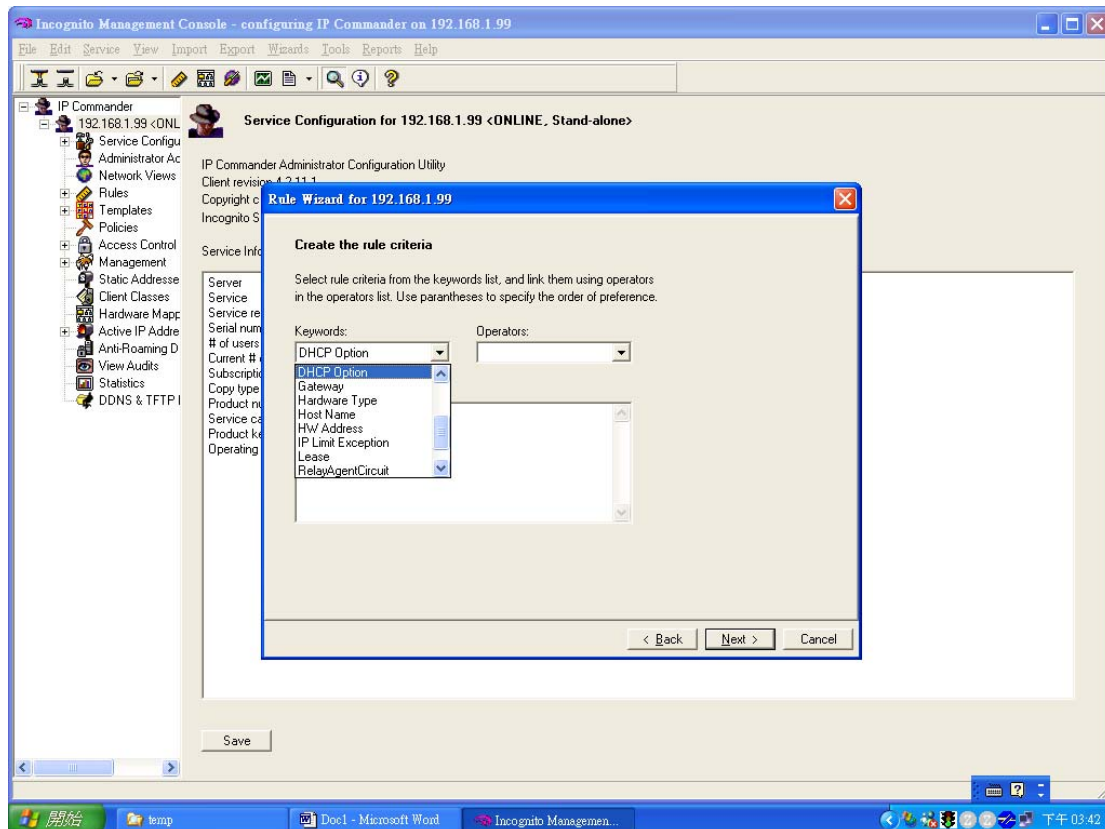 Incognito Management Console - configuring IP Commander on 192.168.1.99
File Edit Service View Import Export Wizards Tools Reports Help
IP Commander
192.168.1.99 <ONL
Service Configu
Administrator Ac
Network Views
Rules
Templates
Policies
Access Control
Management
Static Addresse
Client Classes
Hardware Mapp
Active IP Addre
Anti-Roaming D
View Audits
Statistics
DDNS & TFTP
Service Configuration for 192.168.1.99 <ONLINE, Stand-alone>
IP Commander Administrator Configuration Utility
Client revision 4.2.11.1
Copyright c
Incognito S
Service Info
Server
Service
Service re
Serial num
# of users
Current #
Subscriptic
Copy type
Product nu
Service ca
Product ke
Operating
Save
Rule Wizard for 192.168.1.99
Create the rule criteria
Select rule criteria from the keywords list, and link them using operators
in the operators list. Use parantheses to specify the order of preference.
Keywords: Operators:
DHCP Option
DHCP Option
Gateway
Hardware Type
Host Name
HW Address
IP Limit Exception
Lease
RelayAgentCircuit
< Back Next > Cancel
開始 temp Doc1 - Microsoft Word Incognito Managemen... 下午 03:42